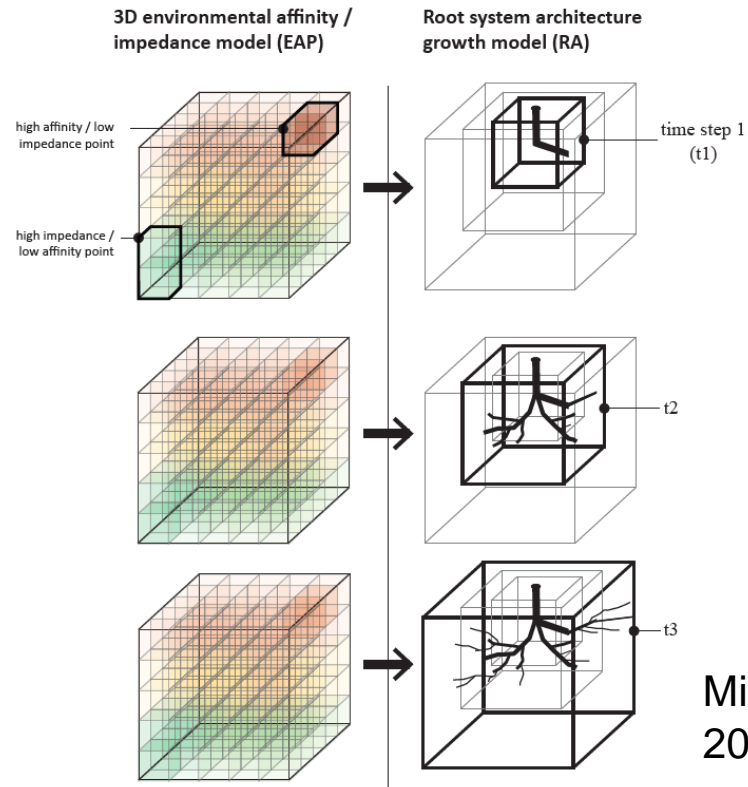 3D environmental affinity /
impedance model (EAP)
Root system architecture
growth model (RA)
high affinity / low
impedance point
high impedance /
low affinity point
time step 1
(t1)
t2
t3
Mi
20